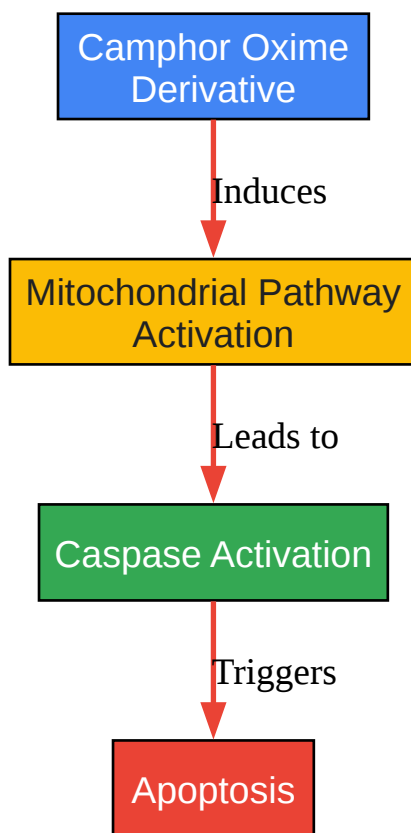 Camphor Oxime
Derivative
Induces
Mitochondrial Pathway
Activation
Leads to
Caspase Activation
Triggers
Apoptosis